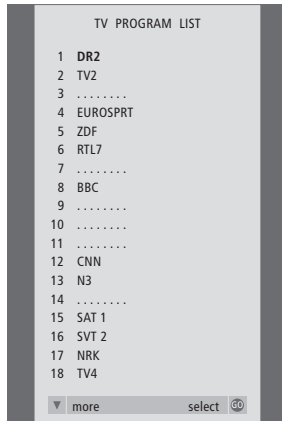 TV PROGRAM LIST
1 DR2
2 TV2
3 ........
4 EUROSPRT
5 ZDF
6 RTL7
7 ........
8 BBC
9 ........
10 ........
11 ........
12 CNN
13 N3
14 ........
15 SAT 1
16 SVT 2
17 NRK
18 TV4
▼ more select GO